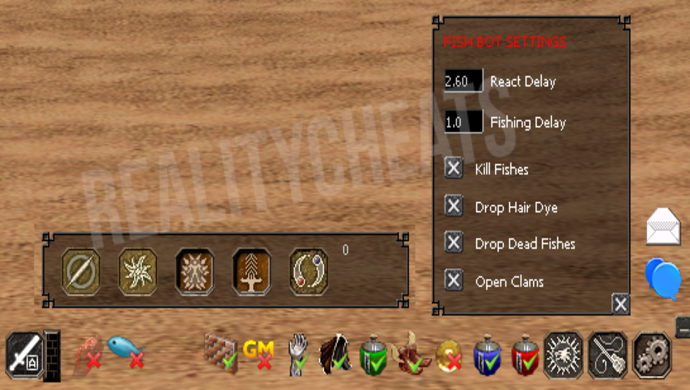 FISH BOT SETTINGS
2.60 React Delay
1.0 Fishing Delay
Kill Fishes
Drop Hair Dye
Drop Dead Fishes
Open Clams
REALITYCHEATS
0
GM